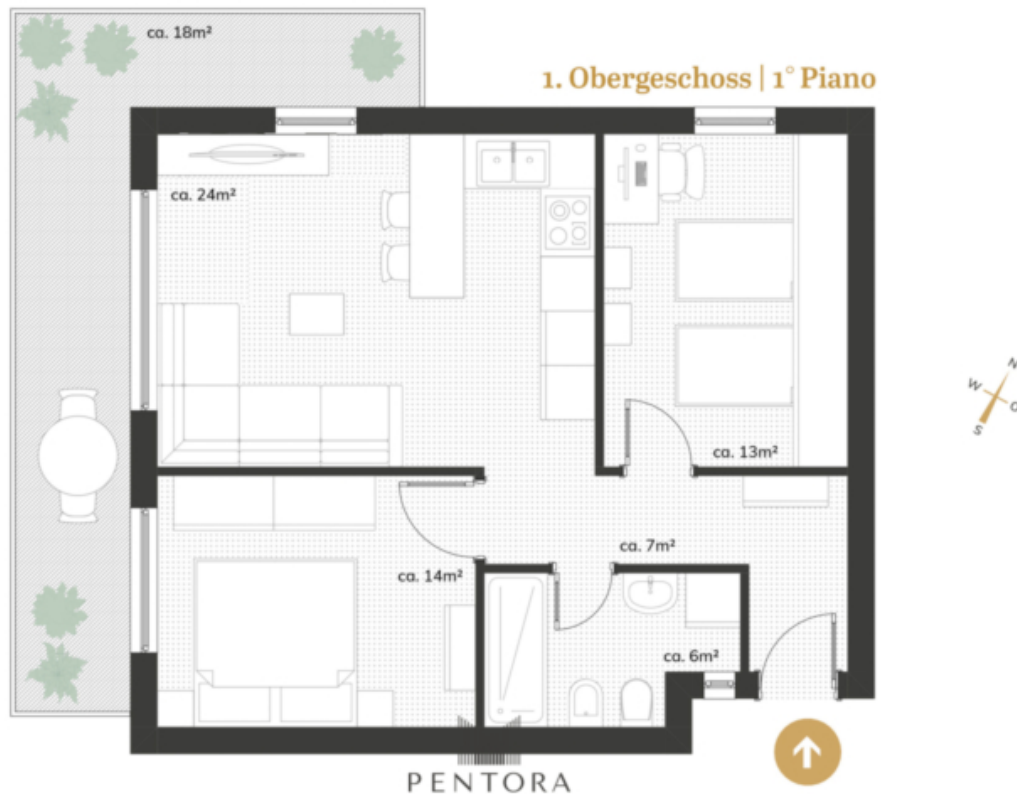 ca. 18m²
1. Obergeschoss | 1° Piano
ca. 24m²
N
W
O
S
ca. 13m²
ca. 7m²
ca. 14m²
ca. 6m²
PENTORA